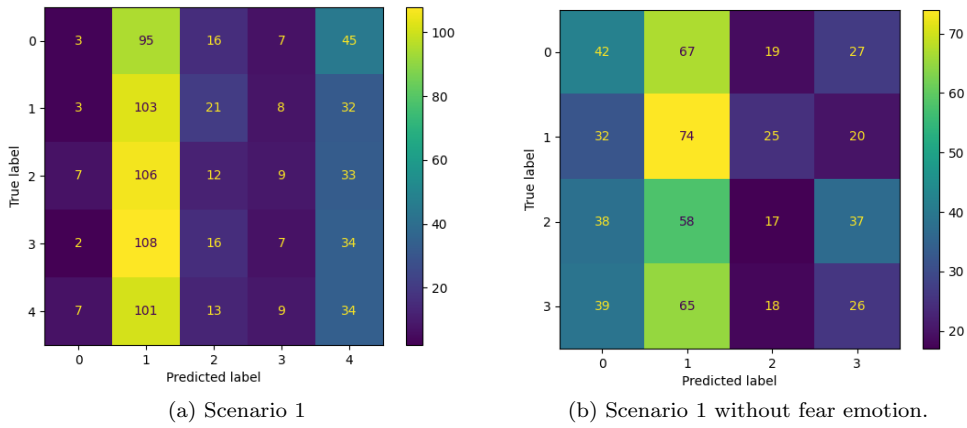 0 3 95 16 7 45
1 3 103 21 8 32
2 7 106 12 9 33
3 2 108 16 7 34
4 7 101 13 9 34
0 1 2 3 4
True label
Predicted label
100
80
60
40
20
(a) Scenario 1
0 42 67 19 27
1 32 74 25 20
2 38 58 17 37
3 39 65 18 26
0 1 2 3
True label
Predicted label
70
60
50
40
30
20
(b) Scenario 1 without fear emotion.